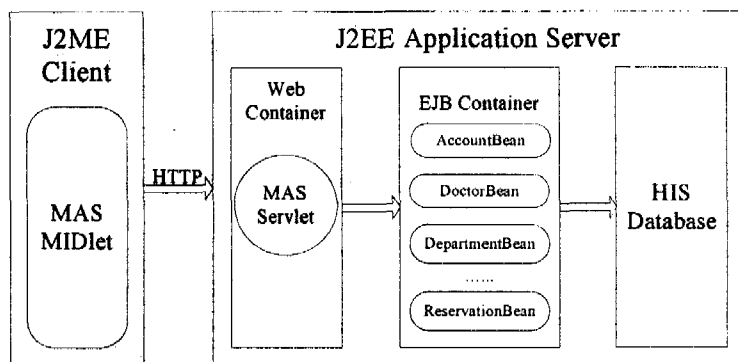 J2ME
Client
MAS
MIDlet
HTTP
J2EE Application Server
Web
Container
MAS
Servlet
EJB Container
AccountBean
DoctorBean
DepartmentBean
......
ReservationBean
HIS
Database